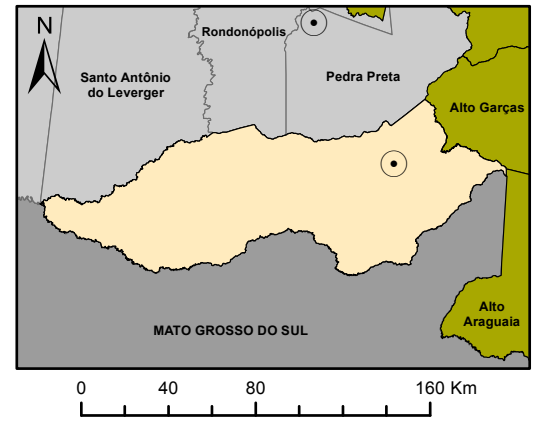 N
Rondonópolis
Santo Antônio
do Leverger
Pedra Preta
Alto Garças
Alto
Araguaia
MATO GROSSO DO SUL
0 40 80 160 Km